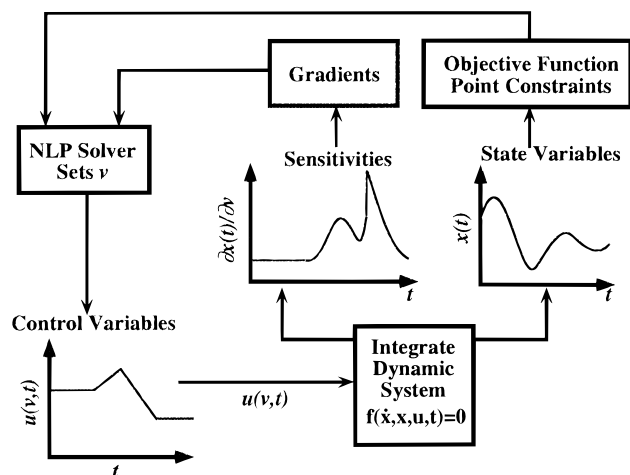 Gradients
Objective Function
Point Constraints
NLP Solver
Sets v
Sensitivities
State Variables
∂x(t)/∂v
t
x(t)
t
Control Variables
u(v,t)
t
u(v,t)
Integrate
Dynamic
System
f(ẋ,x,u,t)=0